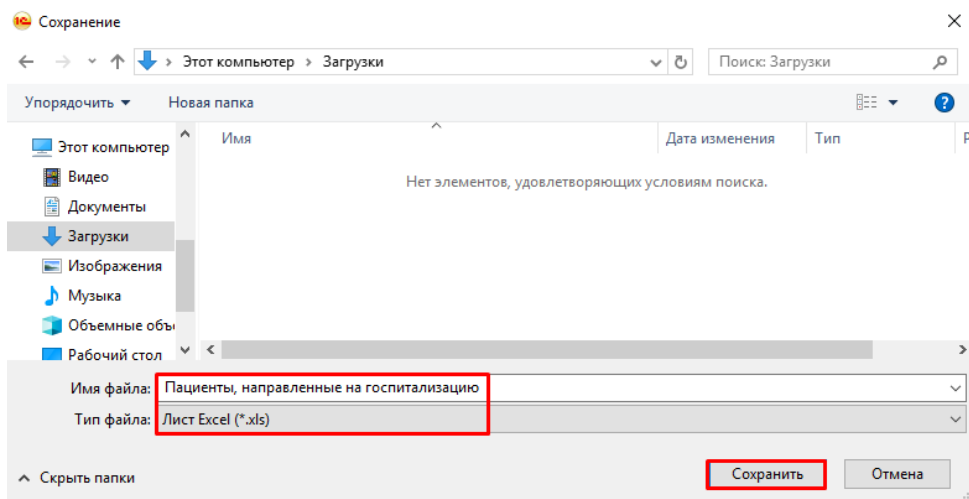 1С Сохранение
Этот компьютер > Загрузки
Поиск: Загрузки
Упорядочить
Новая папка
?
Имя
Дата изменения
Тип
Этот компьютер
Видео
Документы
Загрузки
Изображения
Музыка
Объемные объ
Рабочий стол
Нет элементов, удовлетворяющих условиям поиска.
Имя файла: Пациенты, направленные на госпитализацию
Тип файла: Лист Excel (*.xls)
Скрыть папки
Сохранить
Отмена